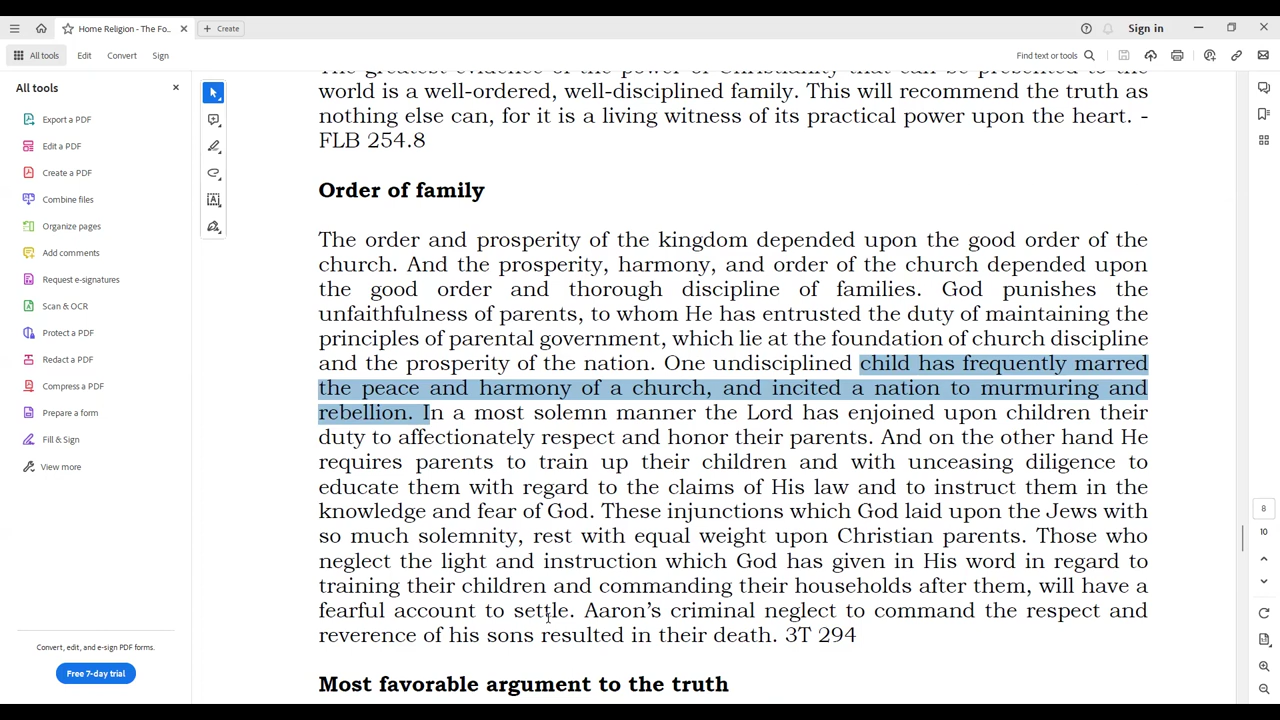 Home Religion - The Fo...
Create
Sign in
All tools
Edit
Convert
Sign
Find text or tools
All tools
Export a PDF
Edit a PDF
Create a PDF
Combine files
Organize pages
Add comments
Request e-signatures
Scan & OCR
Protect a PDF
Redact a PDF
Compress a PDF
Prepare a form
Fill & Sign
View more
Convert, edit, and e-sign PDF forms.
Free 7-day trial
The greatest evidence of the power of Christianity that can be presented to the
world is a well-ordered, well-disciplined family. This will recommend the truth as
nothing else can, for it is a living witness of its practical power upon the heart. -
FLB 254.8
Order of family
The order and prosperity of the kingdom depended upon the good order of the
church. And the prosperity, harmony, and order of the church depended upon
the good order and thorough discipline of families. God punishes the
unfaithfulness of parents, to whom He has entrusted the duty of maintaining the
principles of parental government, which lie at the foundation of church discipline
and the prosperity of the nation. One undisciplined child has frequently marred
the peace and harmony of a church, and incited a nation to murmuring and
rebellion. In a most solemn manner the Lord has enjoined upon children their
duty to affectionately respect and honor their parents. And on the other hand He
requires parents to train up their children and with unceasing diligence to
educate them with regard to the claims of His law and to instruct them in the
knowledge and fear of God. These injunctions which God laid upon the Jews with
so much solemnity, rest with equal weight upon Christian parents. Those who
neglect the light and instruction which God has given in His word in regard to
training their children and commanding their households after them, will have a
fearful account to settle. Aaron's criminal neglect to command the respect and
reverence of his sons resulted in their death. 3T 294
Most favorable argument to the truth
8
10